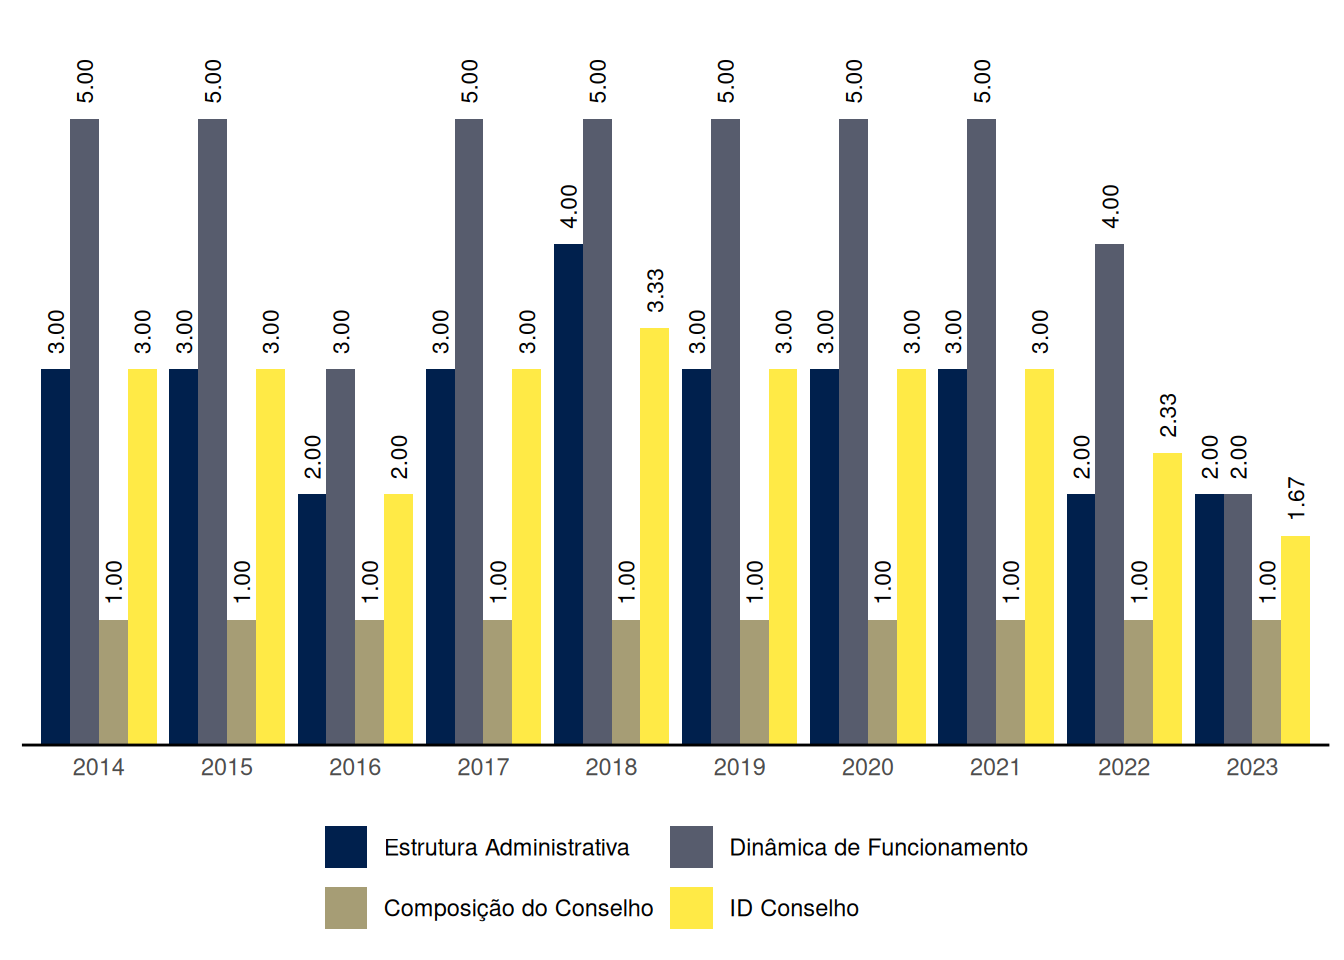 5.00 5.00 5.00 5.00 5.00 5.00 5.00
4.00 4.00
3.33
3.00 3.00 3.00 3.00 3.00 3.00 3.00 3.00 3.00 3.00 3.00 3.00 3.00
2.33
2.00 2.00 2.00 2.00 2.00
1.67
1.00 1.00 1.00 1.00 1.00 1.00 1.00 1.00 1.00 1.00
2014 2015 2016 2017 2018 2019 2020 2021 2022 2023
Estrutura Administrativa Dinâmica de Funcionamento
Composição do Conselho ID Conselho